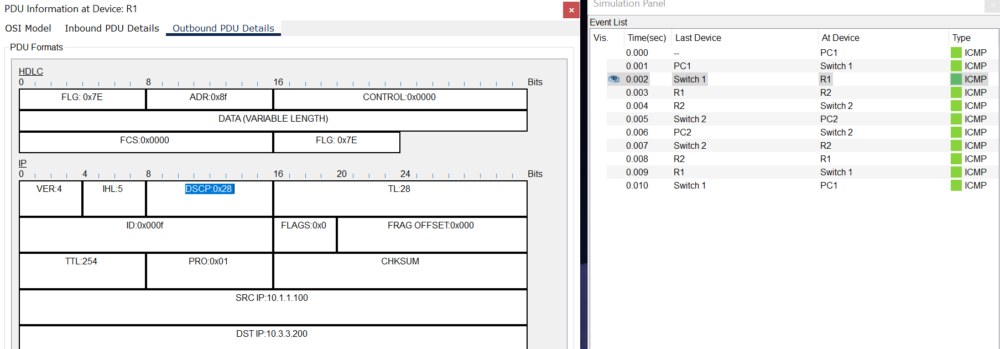 PDU Information at Device: R1
OSI Model Inbound PDU Details Outbound PDU Details
PDU Formats
HDLC
0 8 16 Bits
FLG: 0x7E ADR:0x8f CONTROL:0x0000
DATA (VARIABLE LENGTH)
FCS:0x0000 FLG: 0x7E
IP
0 4 8 16 20 24 Bits
VER:4 IHL:5 DSCP:0x28 TL:28
ID:0x000f FLAGS:0x0 FRAG OFFSET:0x000
TTL:254 PRO:0x01 CHKSUM
SRC IP:10.1.1.100
DST IP:10.3.3.200
Simulation Panel
Event List
Vis. Time(sec) Last Device At Device Type
0.000 -- PC1 ICMP
0.001 PC1 Switch 1 ICMP
0.002 Switch 1 R1 ICMP
0.003 R1 R2 ICMP
0.004 R2 Switch 2 ICMP
0.005 Switch 2 PC2 ICMP
0.006 PC2 Switch 2 ICMP
0.007 Switch 2 R2 ICMP
0.008 R2 R1 ICMP
0.009 R1 Switch 1 ICMP
0.010 Switch 1 PC1 ICMP